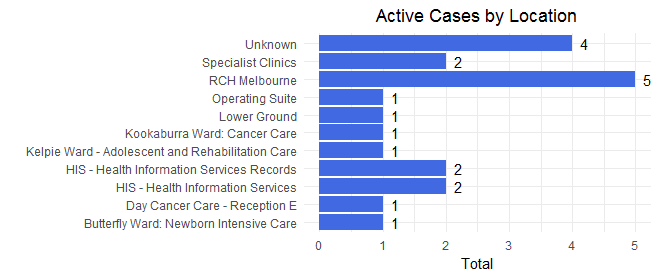 Active Cases by Location
Unknown 4
Specialist Clinics 2
RCH Melbourne 5
Operating Suite 1
Lower Ground 1
Kookaburra Ward: Cancer Care 1
Kelpie Ward - Adolescent and Rehabilitation Care 1
HIS - Health Information Services Records 2
HIS - Health Information Services 2
Day Cancer Care - Reception E 1
Butterfly Ward: Newborn Intensive Care 1
0 1 2 3 4 5
Total